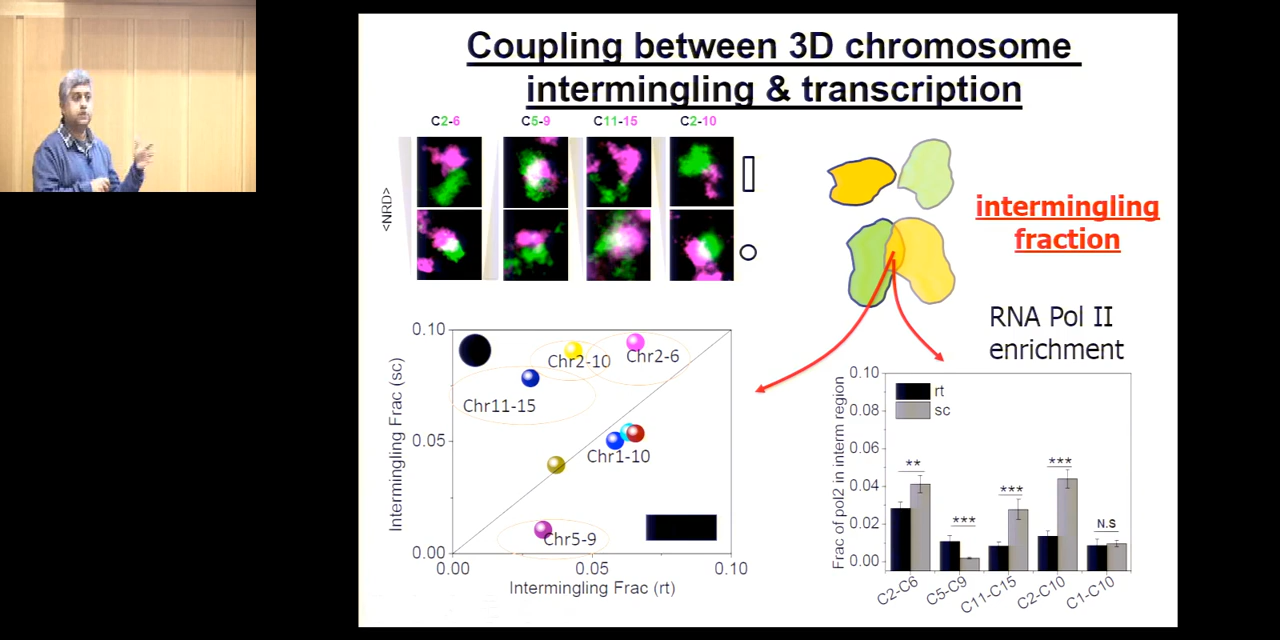 Coupling between 3D chromosome
intermingling & transcription
C2-6
C5-9
C11-15
C2-10
<NRD>
intermingling
fraction
RNA Pol II
enrichment
Intermingling Frac (sc)
0.10
0.05
0.00
Chr2-10
Chr2-6
Chr11-15
Chr1-10
Chr5-9
0.00
0.05
0.10
Intermingling Frac (rt)
Frac of pol2 in interm region
0.10
0.08
0.06
0.04
0.02
0.00
rt
sc
**
***
***
***
N.S
C2-C6
C5-C9
C11-C15
C2-C10
C1-C10